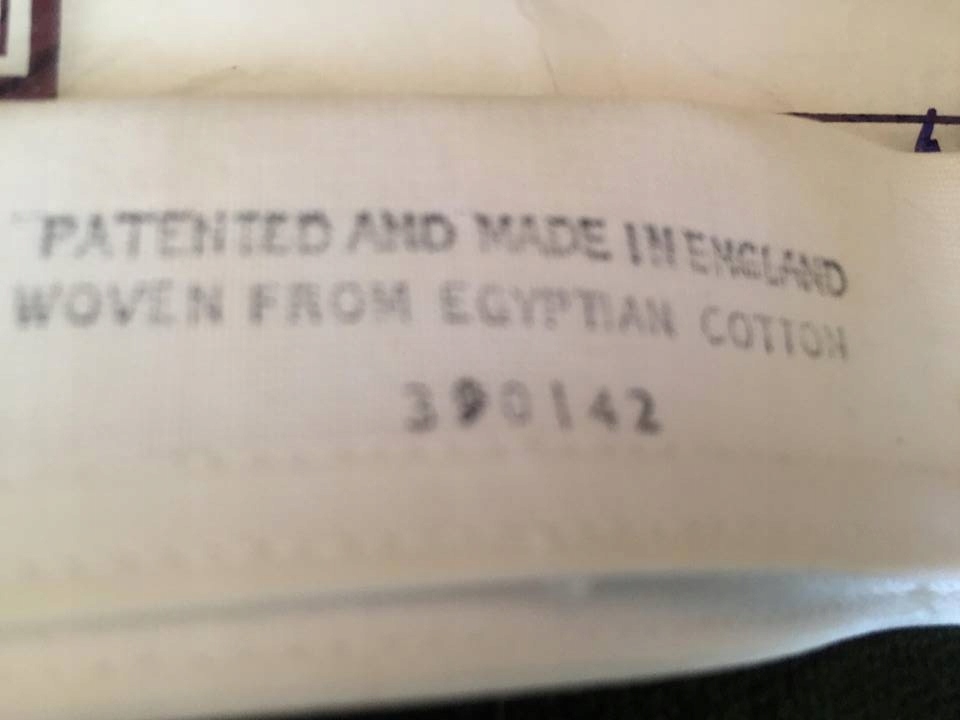 PATENTED AND MADE IN ENGLAND
WOVEN FROM EGYPTIAN COTTON
390142